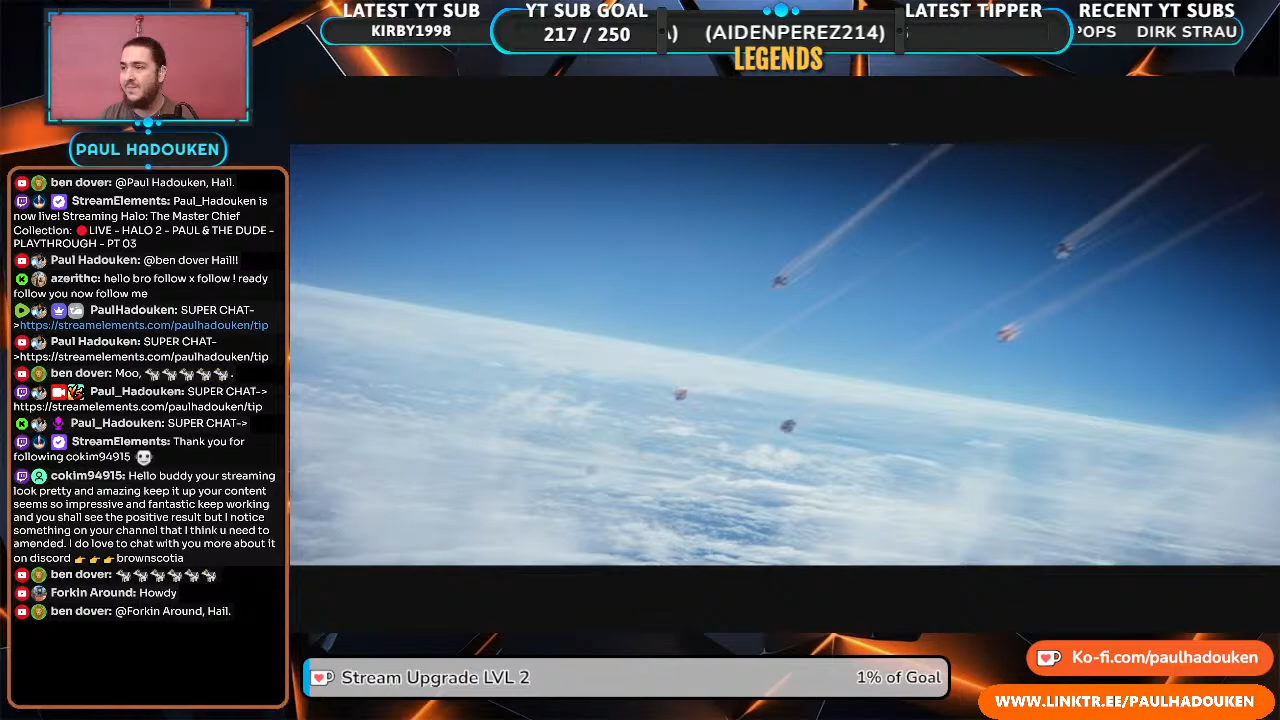 LATEST YT SUB
KIRBY1998
YT SUB GOAL
217 / 250
(AIDENPEREZ214)
LEGENDS
LATEST TIPPER
RECENT YT SUBS
POPS DIRK STRAU
PAUL HADOUKEN
ben dover: @Paul Hadouken, Hail.
StreamElements: Paul_Hadouken is
now live! Streaming Halo: The Master Chief
Collection: 🔴LIVE - HALO 2 - PAUL & THE DUDE -
PLAYTHROUGH - PT 03
Paul Hadouken: @ben dover Hail!!
azerithc: hello bro follow x follow ! ready
follow you now follow me
PaulHadouken: SUPER CHAT-
>https://streamelements.com/paulhadouken/tip
Paul Hadouken: SUPER CHAT-
>https://streamelements.com/paulhadouken/tip
ben dover: Moo, 🐄🐄🐄🐄🐄.
Paul_Hadouken: SUPER CHAT->
https://streamelements.com/paulhadouken/tip
Paul_Hadouken: SUPER CHAT->
StreamElements: Thank you for
following cokim94915
cokim94915: Hello buddy your streaming
look pretty and amazing keep it up your content
seems so impressive and fantastic keep working
and you shall see the positive result but I notice
something on your channel that I think u need to
amended. I do love to chat with you more about it
on discord 👉 👉 👉 brownscotia
ben dover: 🐄🐄🐄🐄🐄🐄
Forkin Around: Howdy
ben dover: @Forkin Around, Hail.
Stream Upgrade LVL 2
1% of Goal
Ko-fi.com/paulhadouken
WWW.LINKTR.EE/PAULHADOUKEN